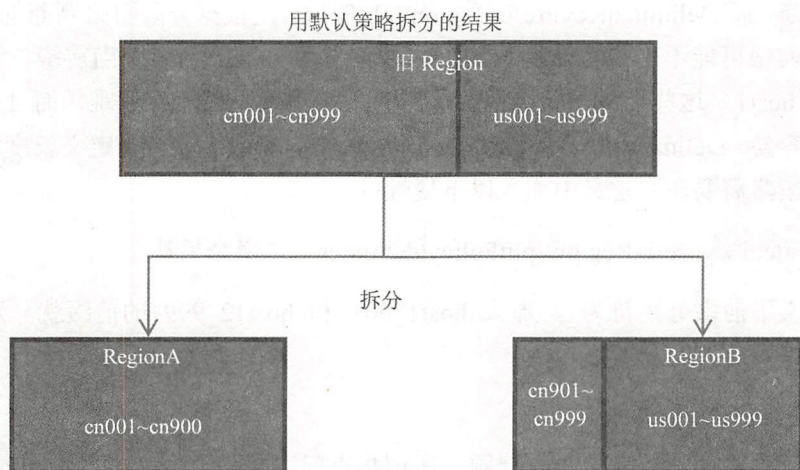 用默认策略拆分的结果
旧 Region
cn001~cn999
us001~us999
拆分
RegionA
cn001~cn900
RegionB
cn901~
cn999
us001~us999